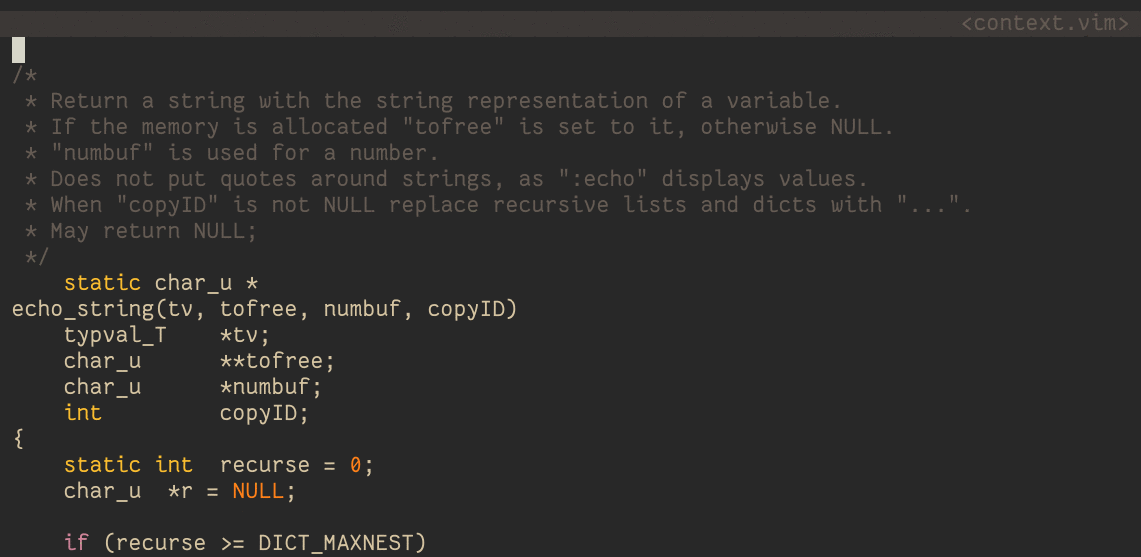 <context.vim>
/*
 * Return a string with the string representation of a variable.
 * If the memory is allocated "tofree" is set to it, otherwise NULL.
 * "numbuf" is used for a number.
 * Does not put quotes around strings, as ":echo" displays values.
 * When "copyID" is not NULL replace recursive lists and dicts with "...".
 * May return NULL;
 */
    static char_u *
echo_string(tv, tofree, numbuf, copyID)
    typval_T    *tv;
    char_u      **tofree;
    char_u      *numbuf;
    int         copyID;
{
    static int  recurse = 0;
    char_u  *r = NULL;
    if (recurse >= DICT_MAXNEST)